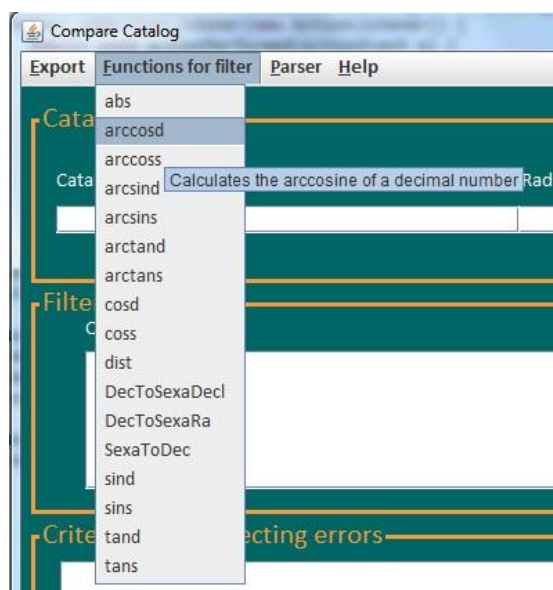 Compare Catalog
Export Functions for filter Parser Help
abs
Cata
arccosd
arccoss
Cata arcsind Calculates the arccosine of a decimal number Rad
arcsins
arctand
arctans
Filte cosd
C coss
dist
DecToSexaDecl
DecToSexaRa
SexaToDec
sind
sins
Crite tand cting errors
tans